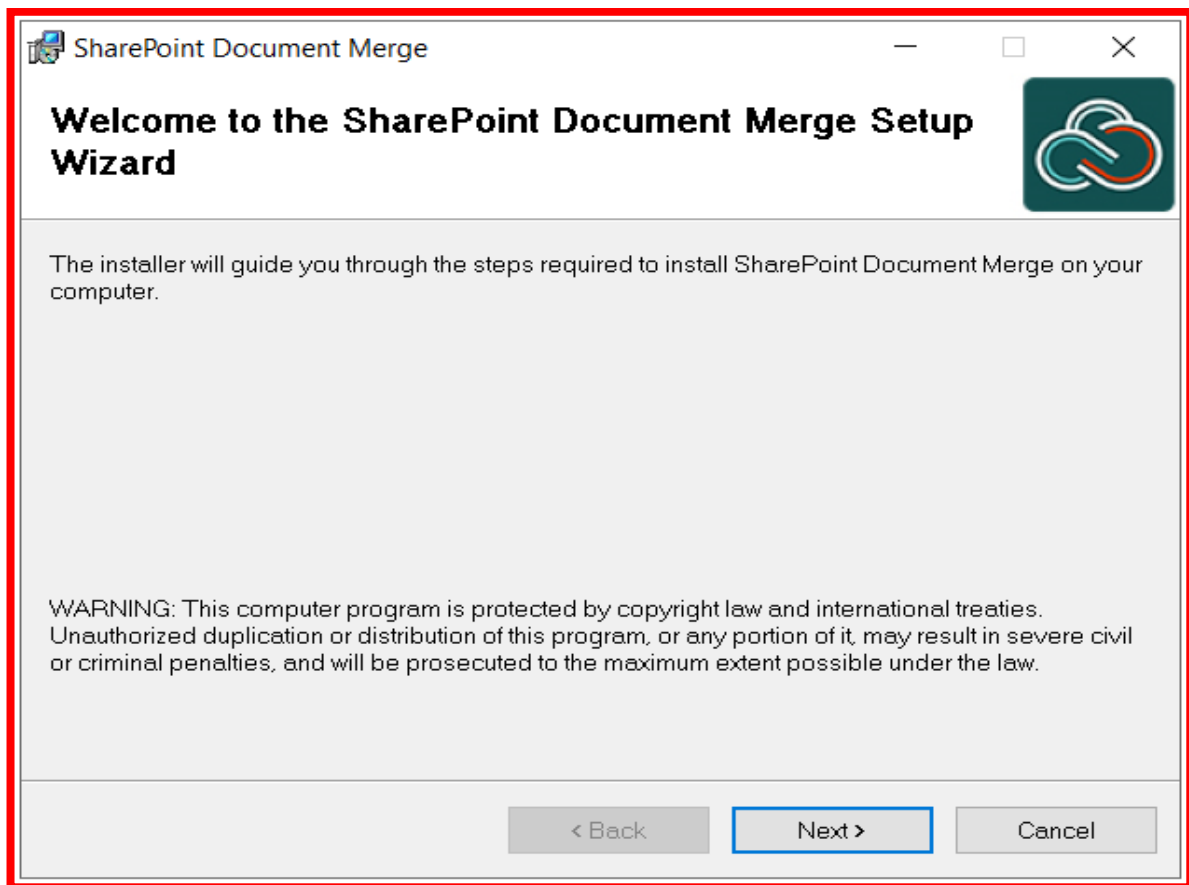 SharePoint Document Merge
Welcome to the SharePoint Document Merge Setup
Wizard
The installer will guide you through the steps required to install SharePoint Document Merge on your
computer.
WARNING: This computer program is protected by copyright law and international treaties.
Unauthorized duplication or distribution of this program, or any portion of it, may result in severe civil
or criminal penalties, and will be prosecuted to the maximum extent possible under the law.
< Back Next > Cancel